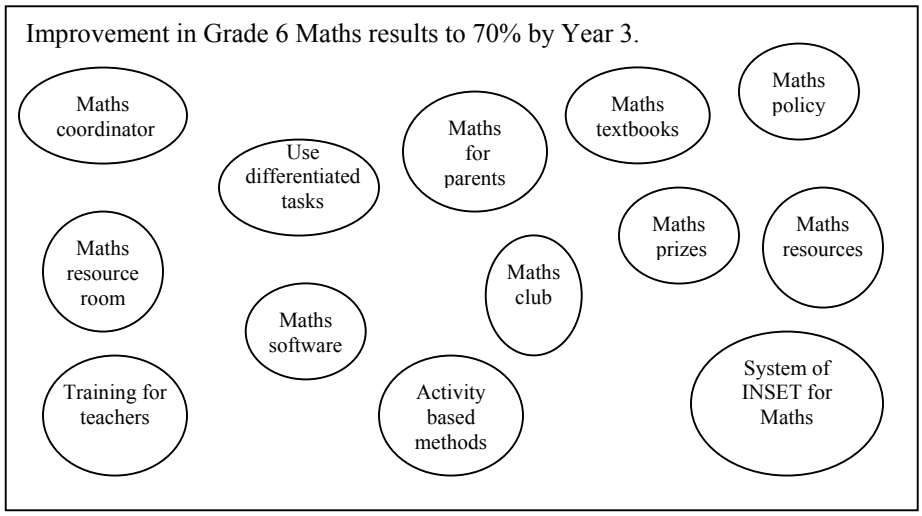 Improvement in Grade 6 Maths results to 70% by Year 3.
Maths
coordinator
Use
differentiated
tasks
Maths
for
parents
Maths
textbooks
Maths
policy
Maths
resource
room
Maths
software
Maths
club
Maths
prizes
Maths
resources
Training for
teachers
Activity
based
methods
System of
INSET for
Maths